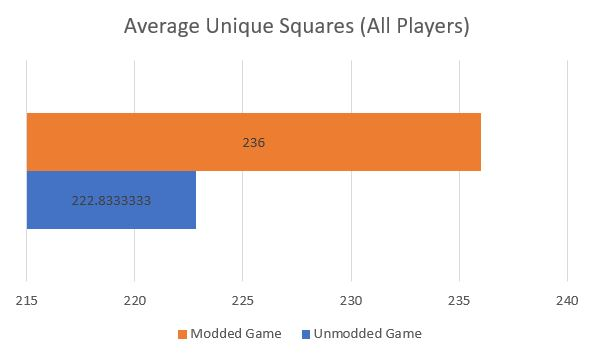 Average Unique Squares (All Players)
236
222.8333333
215 220 225 230 235 240
Modded Game Unmodded Game